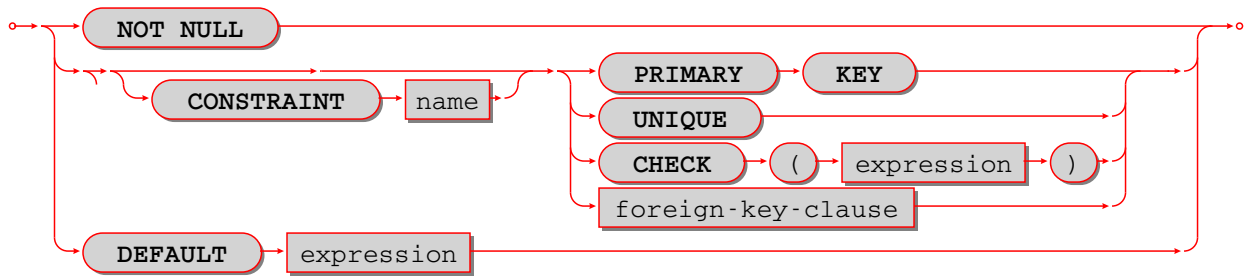 NOT NULL
PRIMARY KEY
CONSTRAINT name
UNIQUE
CHECK ( expression )
foreign-key-clause
DEFAULT expression